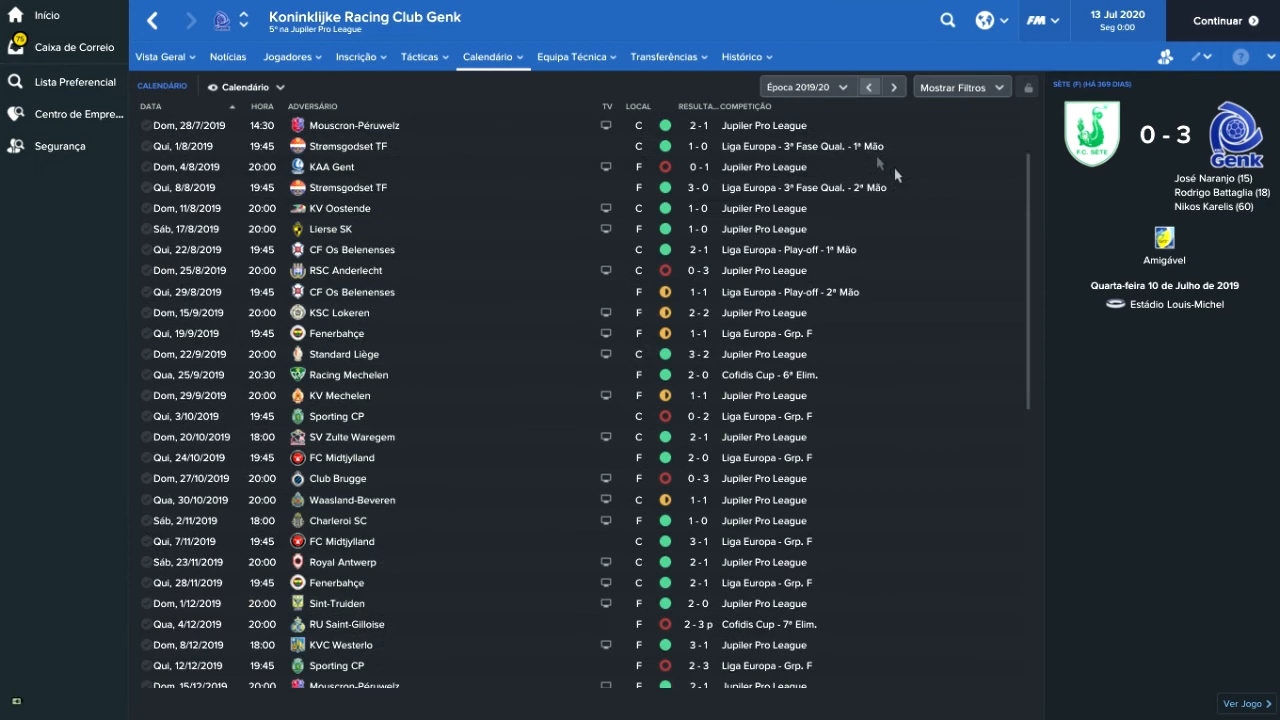 Início
75
Caixa de Correio
Lista Preferencial
Centro de Empre...
Segurança
Koninklijke Racing Club Genk
5º na Jupiler Pro League
FM
13 Jul 2020
Seg 0:00
Continuar
Vista Geral Notícias Jogadores Inscrição Tácticas Calendário Equipa Técnica Transferências Histórico
CALENDÁRIO Calendário Época 2019/20 Mostrar Filtros
DATA HORA ADVERSÁRIO TV LOCAL RESULTA... COMPETIÇÃO
Dom, 28/7/2019 14:30 Mouscron-Péruwelz C 2 - 1 Jupiler Pro League
Qui, 1/8/2019 19:45 Strømsgodset TF C 1 - 0 Liga Europa - 3ª Fase Qual. - 1ª Mão
Dom, 4/8/2019 20:00 KAA Gent F 0 - 1 Jupiler Pro League
Qui, 8/8/2019 19:45 Strømsgodset TF F 3 - 0 Liga Europa - 3ª Fase Qual. - 2ª Mão
Dom, 11/8/2019 20:00 KV Oostende C 1 - 0 Jupiler Pro League
Sáb, 17/8/2019 20:00 Lierse SK F 1 - 0 Jupiler Pro League
Qui, 22/8/2019 19:45 CF Os Belenenses C 2 - 1 Liga Europa - Play-off - 1ª Mão
Dom, 25/8/2019 20:00 RSC Anderlecht C 0 - 3 Jupiler Pro League
Qui, 29/8/2019 19:45 CF Os Belenenses F 1 - 1 Liga Europa - Play-off - 2ª Mão
Dom, 15/9/2019 20:00 KSC Lokeren F 2 - 2 Jupiler Pro League
Qui, 19/9/2019 19:45 Fenerbahçe F 1 - 1 Liga Europa - Grp. F
Dom, 22/9/2019 20:00 Standard Liège C 3 - 2 Jupiler Pro League
Qua, 25/9/2019 20:30 Racing Mechelen F 2 - 0 Cofidis Cup - 6ª Elim.
Dom, 29/9/2019 20:00 KV Mechelen F 1 - 1 Jupiler Pro League
Qui, 3/10/2019 19:45 Sporting CP C 0 - 2 Liga Europa - Grp. F
Dom, 20/10/2019 18:00 SV Zulte Waregem C 2 - 1 Jupiler Pro League
Qui, 24/10/2019 19:45 FC Midtjylland F 2 - 0 Liga Europa - Grp. F
Dom, 27/10/2019 20:00 Club Brugge F 0 - 3 Jupiler Pro League
Qua, 30/10/2019 20:00 Waasland-Beveren C 1 - 1 Jupiler Pro League
Sáb, 2/11/2019 18:00 Charleroi SC F 1 - 0 Jupiler Pro League
Qui, 7/11/2019 19:45 FC Midtjylland C 3 - 1 Liga Europa - Grp. F
Sáb, 23/11/2019 20:00 Royal Antwerp C 2 - 1 Jupiler Pro League
Qui, 28/11/2019 19:45 Fenerbahçe C 2 - 1 Liga Europa - Grp. F
Dom, 1/12/2019 20:00 Sint-Truiden F 2 - 0 Jupiler Pro League
Qua, 4/12/2019 20:00 RU Saint-Gilloise F 2 - 3 p Cofidis Cup - 7ª Elim.
Dom, 8/12/2019 18:00 KVC Westerlo F 3 - 1 Jupiler Pro League
Qui, 12/12/2019 19:45 Sporting CP F 2 - 3 Liga Europa - Grp. F
Dom, 15/12/2019 20:00 Mouscron-Péruwelz F 2 - 1 Jupiler Pro League
SÈTE (F) (HÁ 369 DIAS)
F.C. SÈTE
0 - 3
Genk
José Naranjo (15)
Rodrigo Battaglia (18)
Nikos Karelis (60)
Amigável
Quarta-feira 10 de Julho de 2019
Estádio Louis-Michel
Ver Jogo